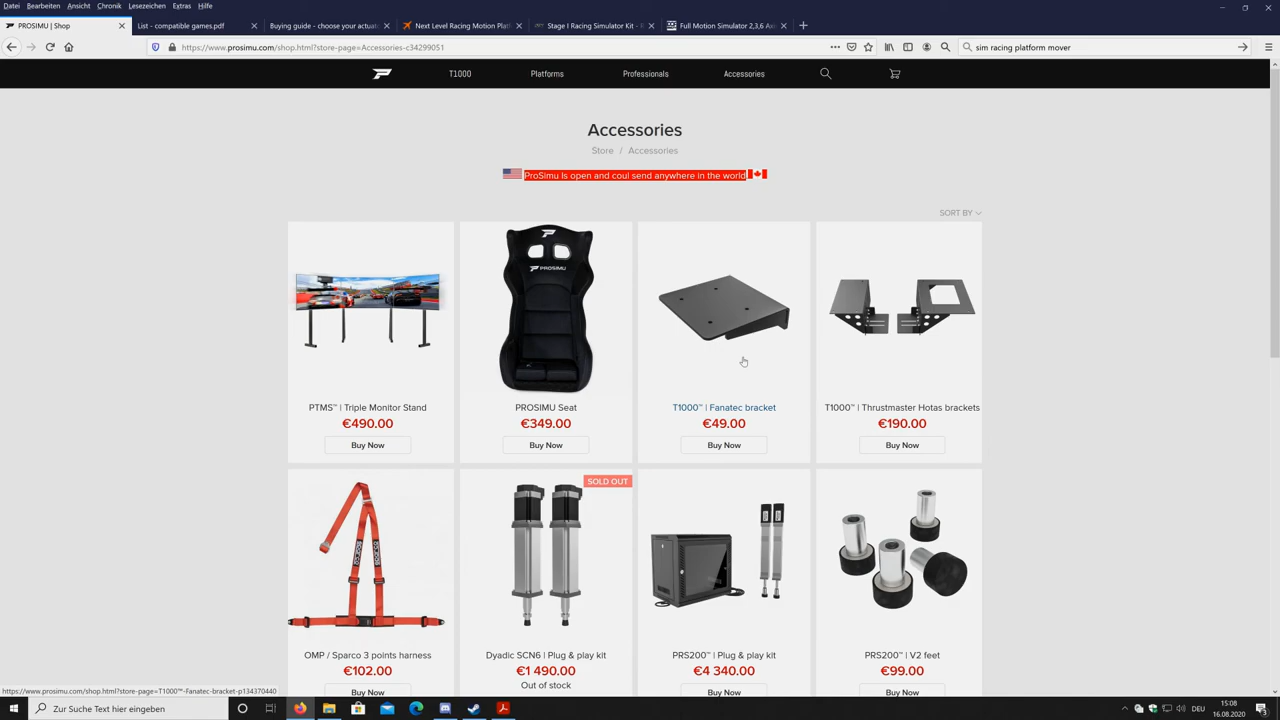 Datei Bearbeiten Ansicht Chronik Lesezeichen Extras Hilfe
PROSIMU | Shop
List - compatible games.pdf
Buying guide - choose your actuat
Next Level Racing Motion Platf
Stage I Racing Simulator Kit - P
Full Motion Simulator 2,3,6 Axi
https://www.prosimu.com/shop.html?store-page=Accessories-c34299051
sim racing platform mover
T1000 Platforms Professionals Accessories
Accessories
Store / Accessories
ProSimu Is open and coul send anywhere in the world
SORT BY
PROSIMU
PTMS™ | Triple Monitor Stand
€490.00
Buy Now
PROSIMU Seat
€349.00
Buy Now
T1000™ | Fanatec bracket
€49.00
Buy Now
T1000™ | Thrustmaster Hotas brackets
€190.00
Buy Now
SOLD OUT
OMP / Sparco 3 points harness
€102.00
Buy Now
Dyadic SCN6 | Plug & play kit
€1 490.00
Out of stock
PRS200™ | Plug & play kit
€4 340.00
Buy Now
PRS200™ | V2 feet
€99.00
Buy Now
https://www.prosimu.com/shop.html?store-page=T1000™-Fanatec-bracket-p134370440
Zur Suche Text hier eingeben
DEU
15:08
16.08.2020
3